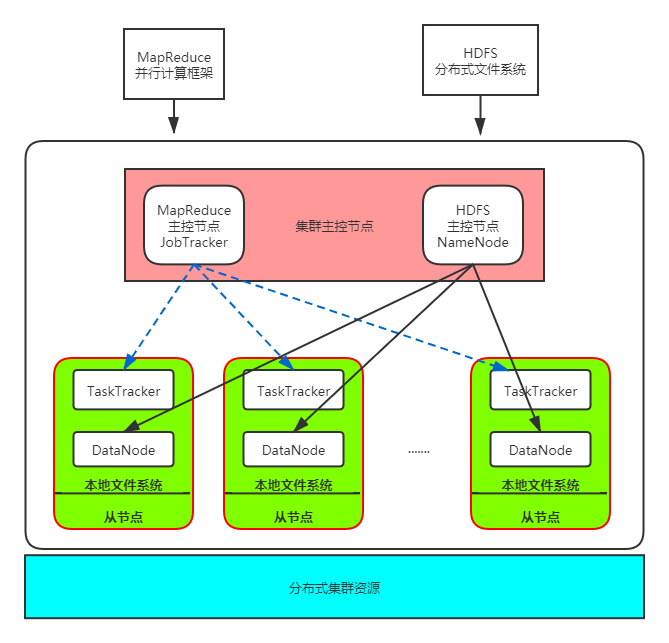 MapReduce
并行计算框架
HDFS
分布式文件系统
MapReduce
主控节点
JobTracker
集群主控节点
HDFS
主控节点
NameNode
TaskTracker
TaskTracker
TaskTracker
DataNode
DataNode
.......
DataNode
本地文件系统
本地文件系统
本地文件系统
从节点
从节点
从节点
分布式集群资源